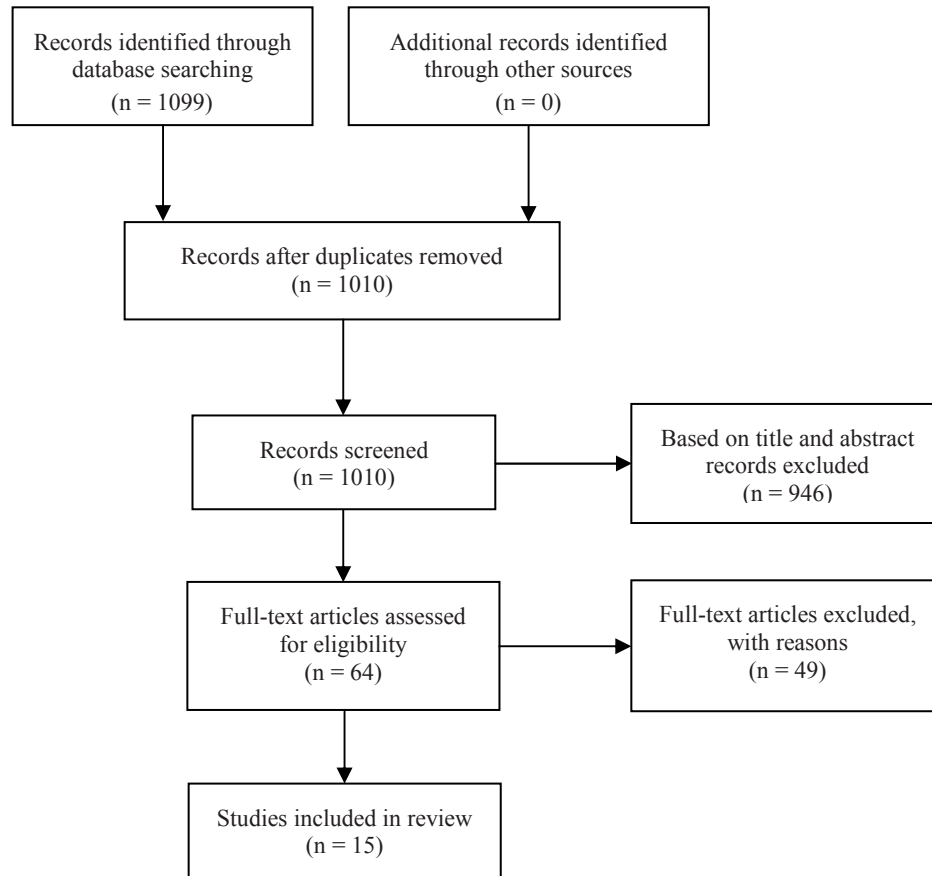 Records identified through
database searching
(n = 1099)
Additional records identified
through other sources
(n = 0)
Records after duplicates removed
(n = 1010)
Records screened
(n = 1010)
Based on title and abstract
records excluded
(n = 946)
Full-text articles assessed
for eligibility
(n = 64)
Full-text articles excluded,
with reasons
(n = 49)
Studies included in review
(n = 15)